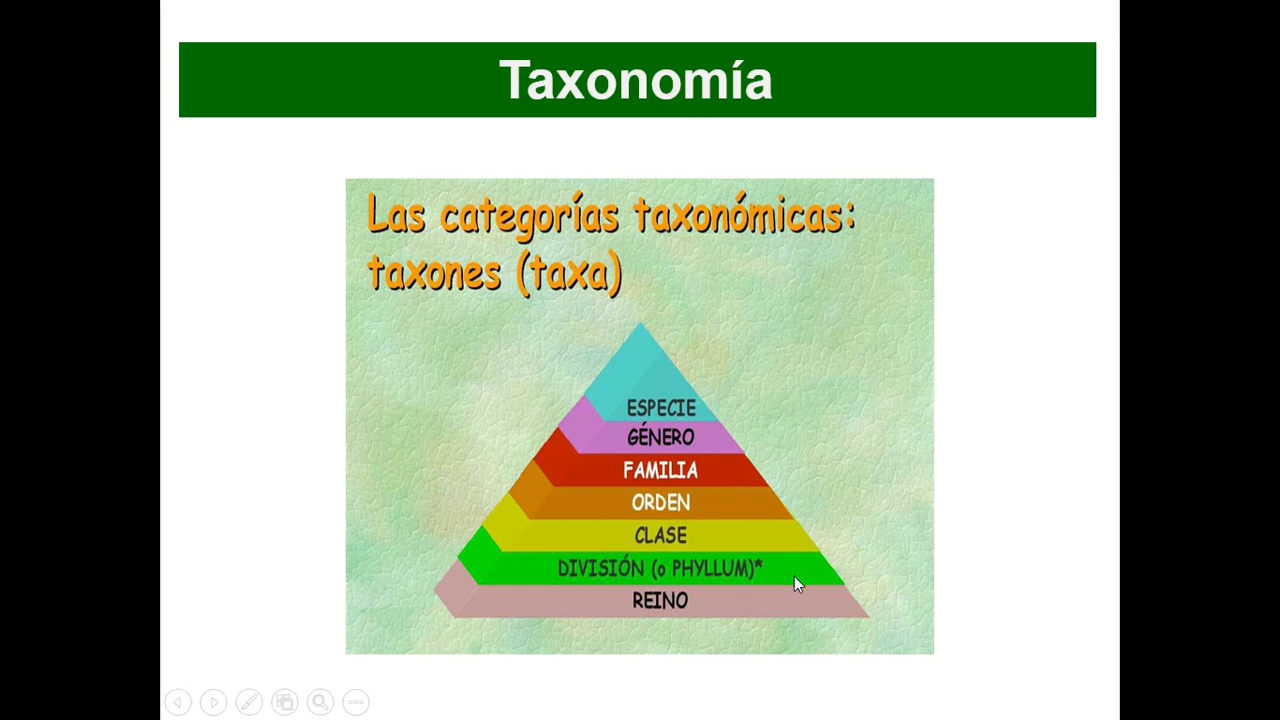 Taxonomía
Las categorías taxonómicas:
taxones (taxa)
ESPECIE
GÉNERO
FAMILIA
ORDEN
CLASE
DIVISIÓN (o PHYLLUM)*
REINO